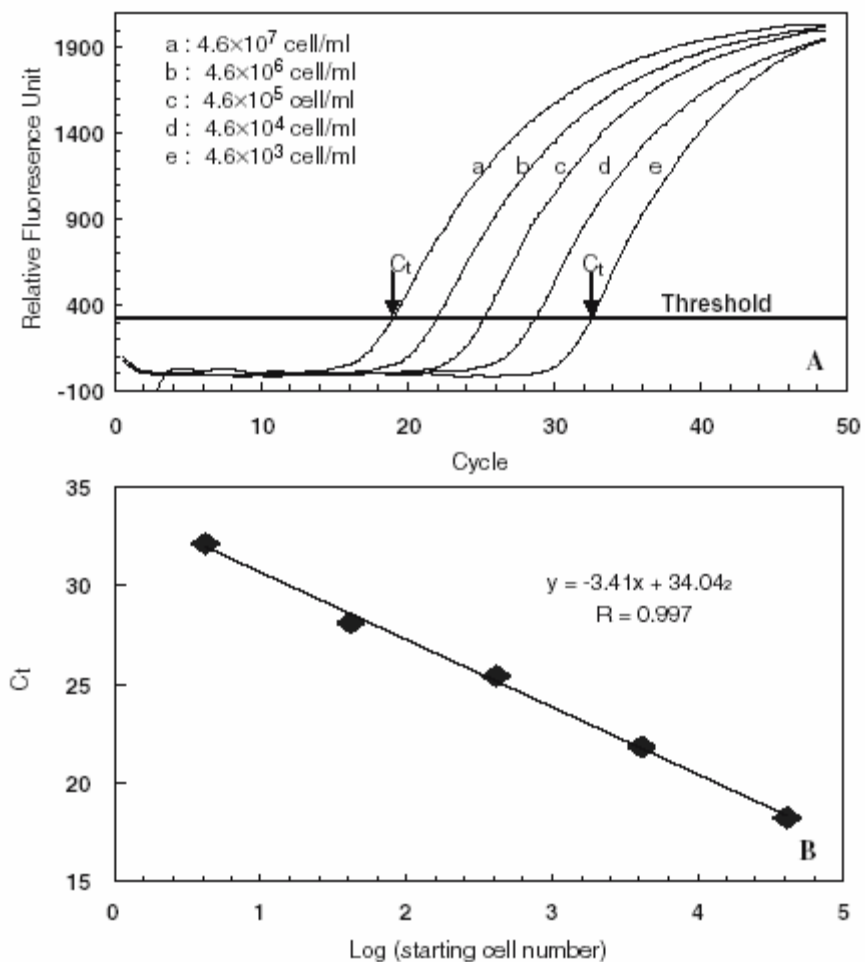 Relative Fluoresence Unit
1900
1400
900
400
-100
a : 4.6×10⁷ cell/ml
b : 4.6×10⁶ cell/ml
c : 4.6×10⁵ cell/ml
d : 4.6×10⁴ cell/ml
e : 4.6×10³ cell/ml
a b c d e
Ct Ct
Threshold
A
0 10 20 30 40 50
Cycle
Ct
35
30
25
20
15
y = -3.41x + 34.04₂
R = 0.997
B
0 1 2 3 4 5
Log (starting cell number)